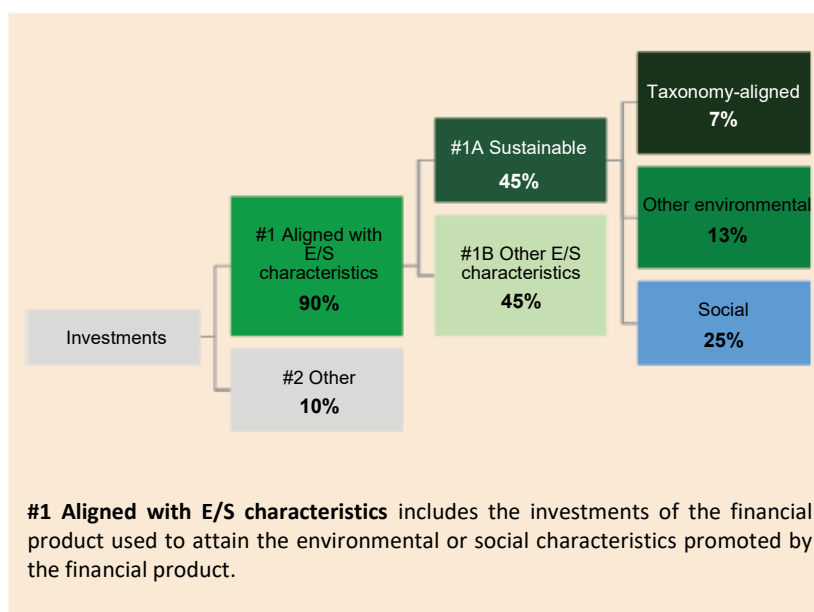 Taxonomy-aligned
7%
#1A Sustainable
45%
Other environmental
13%
#1 Aligned with
E/S
characteristics
90%
#1B Other E/S
characteristics
45%
Social
25%
Investments
#2 Other
10%
#1 Aligned with E/S characteristics includes the investments of the financial
product used to attain the environmental or social characteristics promoted by
the financial product.